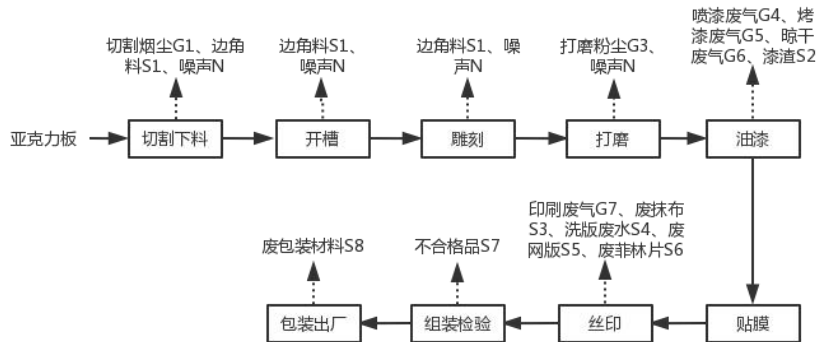 切割烟尘G1、边角
料S1、噪声N
边角料S1、
噪声N
边角料S1、噪
声N
打磨粉尘G3、
噪声N
喷漆废气G4、烤
漆废气G5、晾干
废气G6、漆渣S2
亚克力板
切割下料
开槽
雕刻
打磨
油漆
印刷废气G7、废抹布
S3、洗版废水S4、废
网版S5、废菲林片S6
废包装材料S8
不合格品S7
包装出厂
组装检验
丝印
贴膜